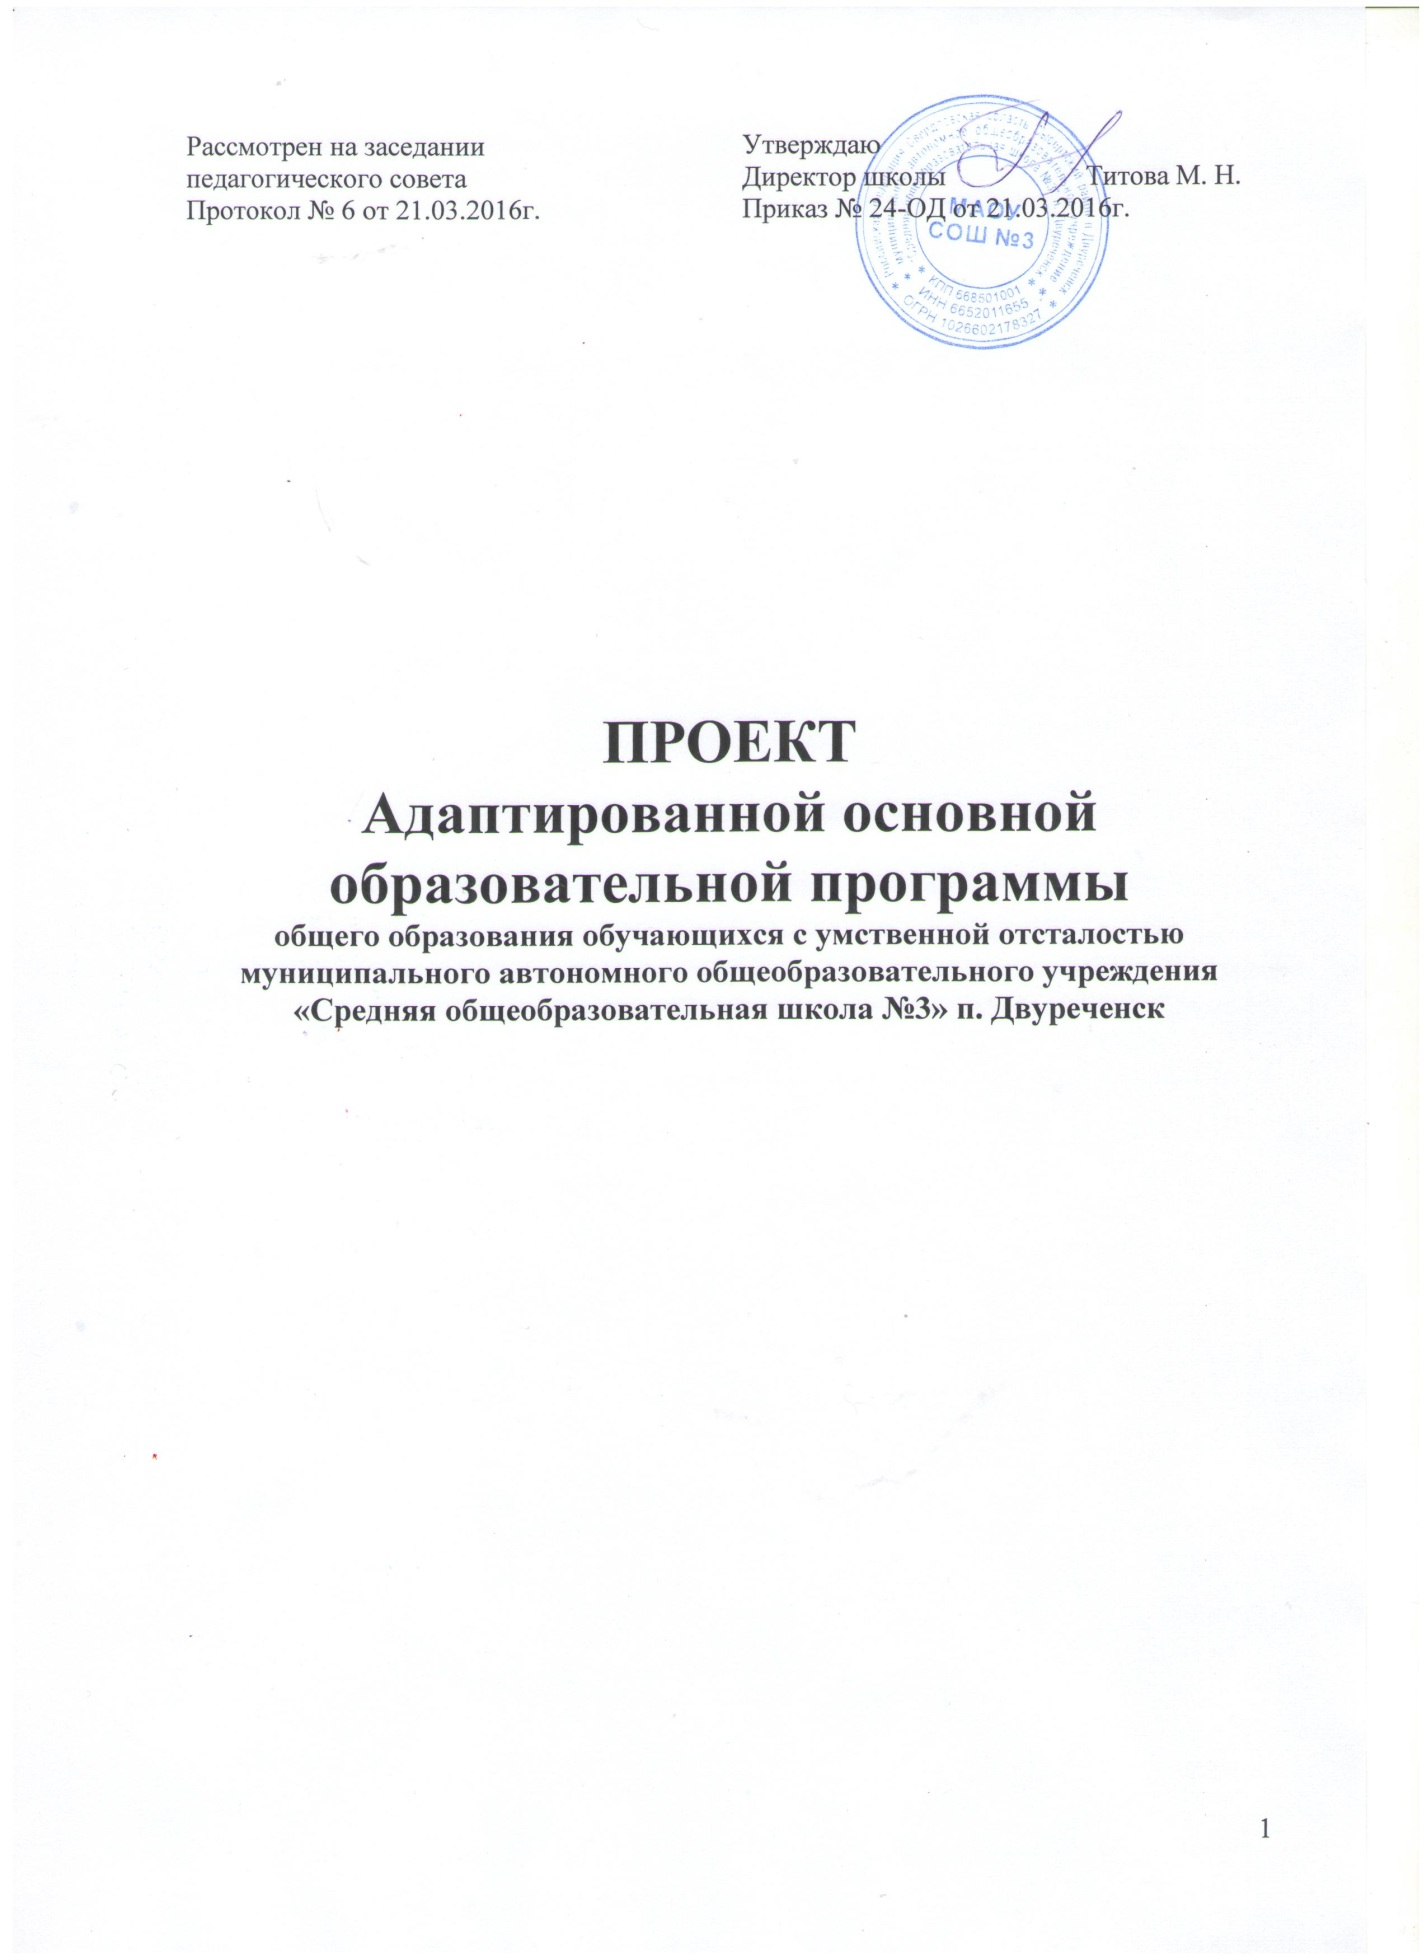 Рассмотрен на заседании
педагогического совета
Протокол № 6 от 21.03.2016г.
Утверждаю
Директор школы Титова М. Н.
Приказ № 24-ОД от 21.03.2016г.
МАОУ
СОШ №3
КПП 668501001
ИНН 6652011655
ОГРН 1026602178327
ПРОЕКТ
Адаптированной основной
образовательной программы
общего образования обучающихся с умственной отсталостью
муниципального автономного общеобразовательного учреждения
«Средняя общеобразовательная школа №3» п. Двуреченск
1